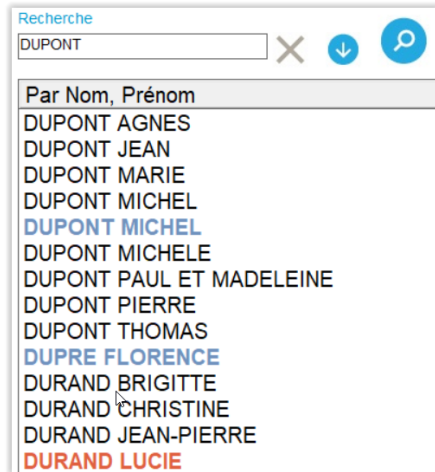 Recherche
DUPONT
Par Nom, Prénom
DUPONT AGNES
DUPONT JEAN
DUPONT MARIE
DUPONT MICHEL
DUPONT MICHEL
DUPONT MICHELE
DUPONT PAUL ET MADELEINE
DUPONT PIERRE
DUPONT THOMAS
DUPRE FLORENCE
DURAND BRIGITTE
DURAND CHRISTINE
DURAND JEAN-PIERRE
DURAND LUCIE